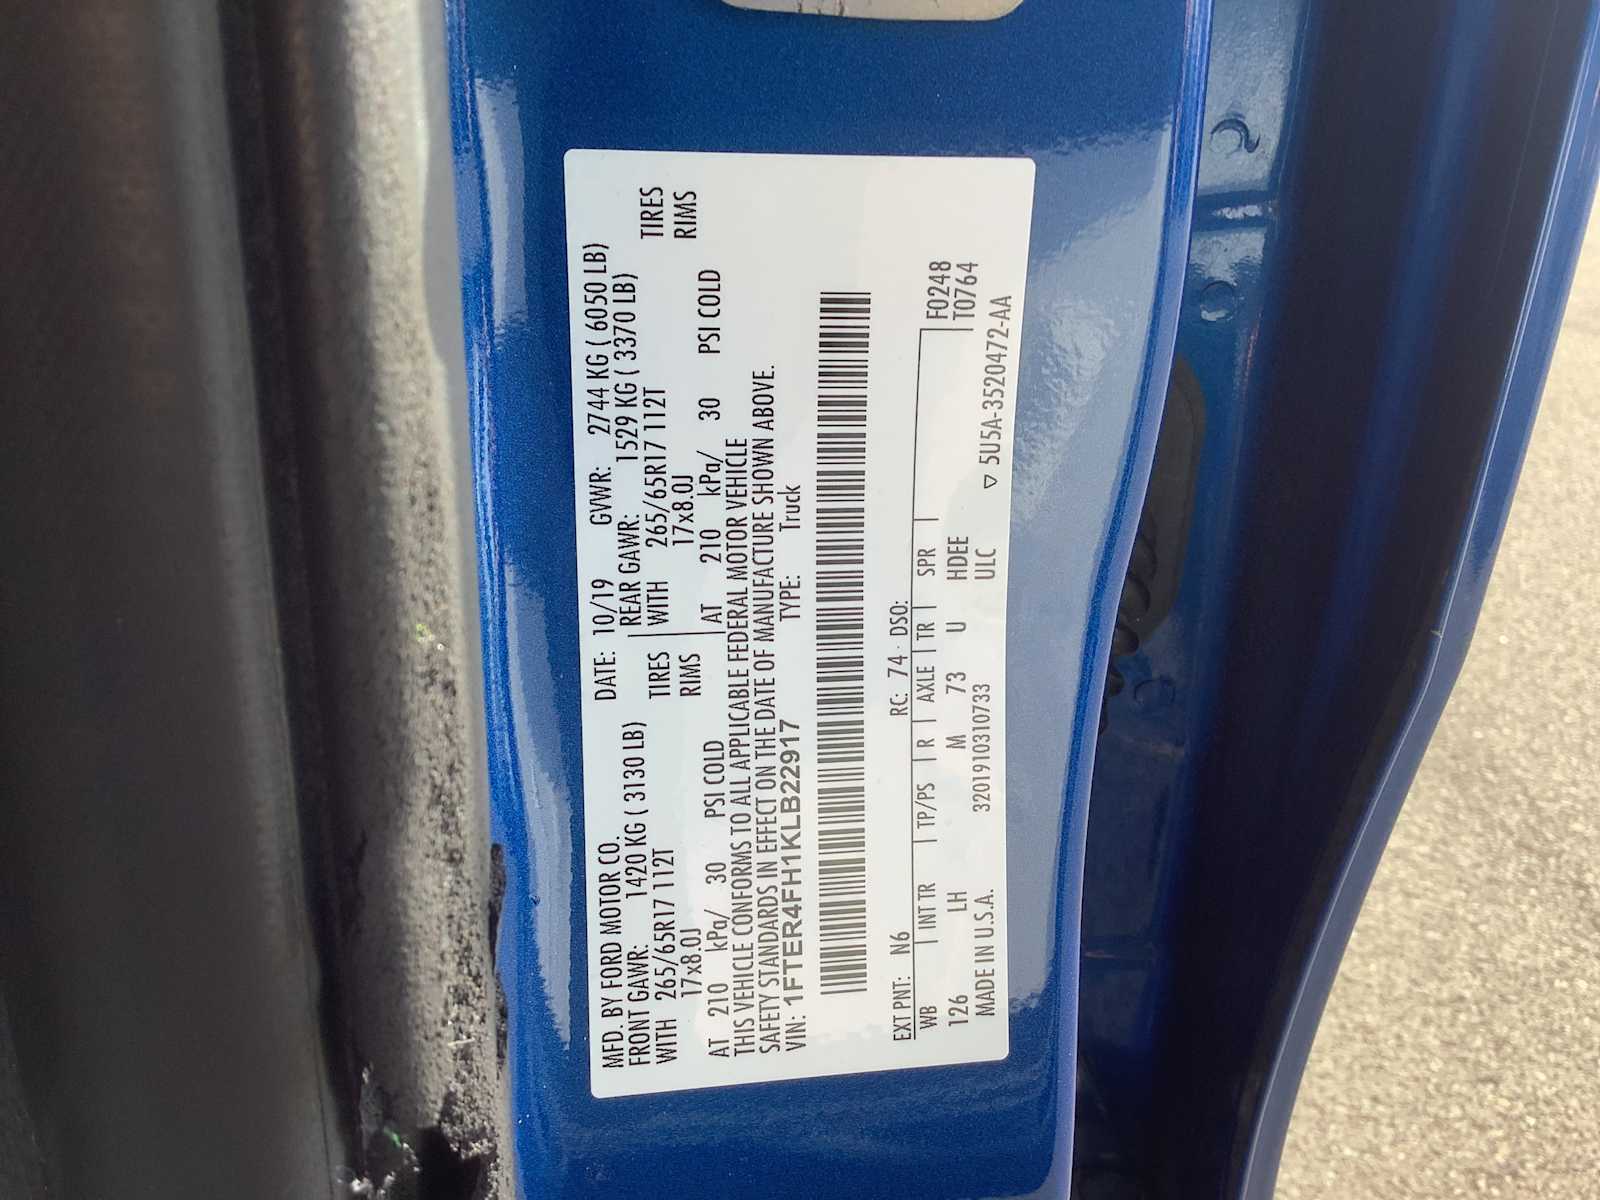 MFD. BY FORD MOTOR CO. DATE: 10/19 GVWR: 2744 KG ( 6050 LB)
FRONT GAWR: 1420 KG ( 3130 LB) REAR GAWR: 1529 KG ( 3370 LB)
WITH 265/65R17 112T TIRES WITH 265/65R17 112T TIRES
17x8.0J RIMS 17x8.0J RIMS
AT 210 kPa/ 30 PSI COLD AT 210 kPa/ 30 PSI COLD
THIS VEHICLE CONFORMS TO ALL APPLICABLE FEDERAL MOTOR VEHICLE
SAFETY STANDARDS IN EFFECT ON THE DATE OF MANUFACTURE SHOWN ABOVE.
VIN: 1FTER4FH1KLB22917 TYPE: Truck
EXT PNT: N6 RC: 74 DSO:
WB INT TR TP/PS R AXLE TR SPR F0248
126 LH M 73 U HDEE T0764
MADE IN U.S.A. 3201910310733 ULC ▽ 5U5A-3520472-AA